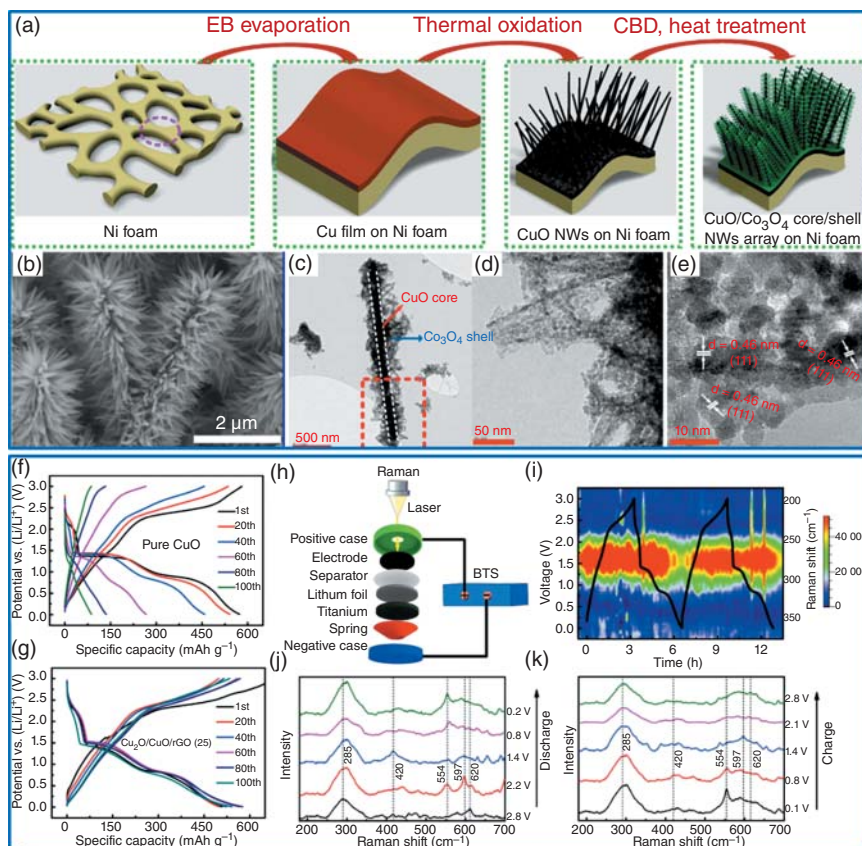 (a)
EB evaporation
Thermal oxidation
CBD, heat treatment
Ni foam
Cu film on Ni foam
CuO NWs on Ni foam
CuO/Co3O4 core/shell
NWs array on Ni foam
(b)
2 µm
(c)
CuO core
Co3O4 shell
500 nm
(d)
50 nm
(e)
d = 0.46 nm
(111)
d = 0.46 nm
(111)
d = 0.46 nm
(111)
10 nm
(f)
Potential vs. (Li/Li+) (V)
3.0
2.5
2.0
1.5
1.0
0.5
0.0
Pure CuO
1st
20th
40th
60th
80th
100th
0 150 300 450 600
Specific capacity (mAh g−1)
(g)
Potential vs. (Li/Li+) (V)
3.0
2.5
2.0
1.5
1.0
0.5
0.0
Cu2O/CuO/rGO (25)
1st
20th
40th
60th
80th
100th
0 100 200 300 400 500 600
Specific capacity (mAh g−1)
(h)
Raman
Laser
Positive case
Electrode
Separator
Lithum foil
Titanium
Spring
Negative case
BTS
(i)
Voltage (V)
3.0
2.5
2.0
1.5
1.0
0.5
0.0
0 3 6 9 12
Time (h)
200
250
300
350
Raman shift (cm−1)
40 000
20 000
0
(j)
Intensity
285
420
554
597
620
0.2 V
0.8 V
1.4 V
2.2 V
2.8 V
Discharge
200 300 400 500 600 700
Raman shift (cm−1)
(k)
Intensity
285
420
554
597
620
2.8 V
2.1 V
1.4 V
0.8 V
0.1 V
Charge
200 300 400 500 600 700
Raman shift (cm−1)